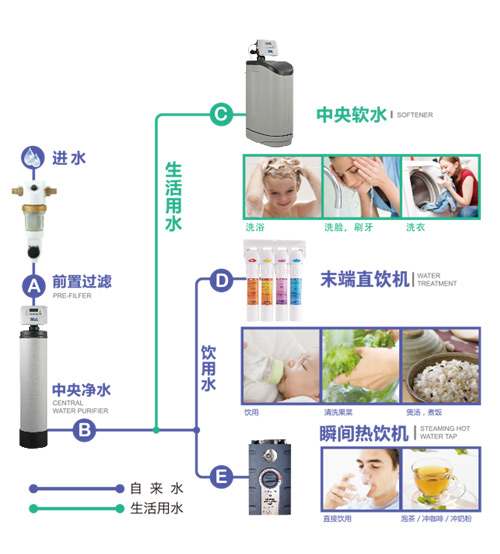 C
中央软水
SOFTENER
进水
生活用水
洗浴
洗脸，刷牙
洗衣
A
前置过滤
PRE-FILFER
D
末端直饮机
WATER
TREATMENT
饮用水
饮用
清洗果菜
煲汤，煮饭
中央净水
CENTRAL
WATER PURIFIER
B
瞬间热饮机
STEAMING HOT
WATER TAP
E
直接饮用
泡茶/冲咖啡/冲奶粉
自来水
生活用水